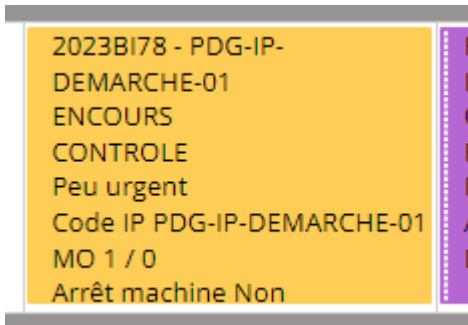 2023BI78 - PDG-IP-
DEMARCHE-01
ENCOURS
CONTROLE
Peu urgent
Code IP PDG-IP-DEMARCHE-01
MO 1 / 0
Arrêt machine Non